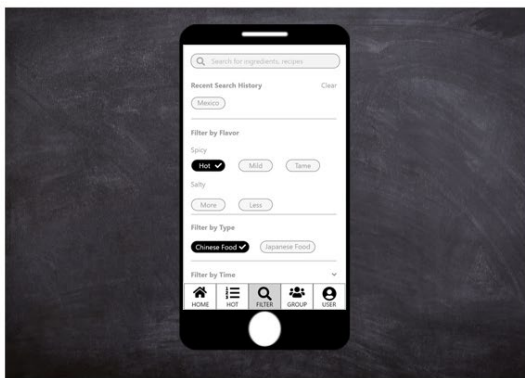 Search for ingredients, recipes
Recent Search History Clear
Mexico
Filter by Flavor
Spicy
Hot Mild Tame
Salty
More Less
Filter by Type
Chinese Food Japanese Food
Filter by Time
HOME HOT FILTER GROUP USER